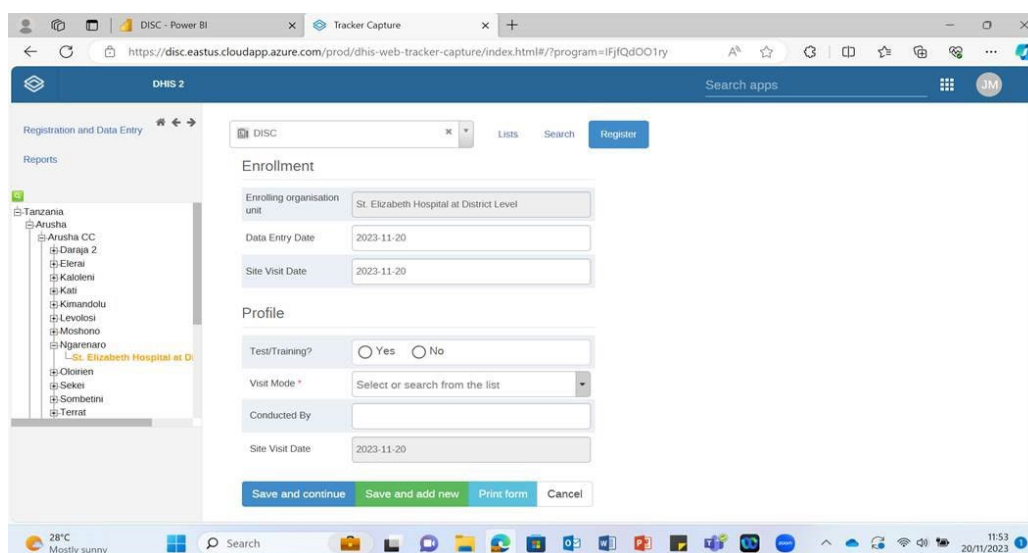 DISC - Power BI
Tracker Capture
https://disc.eastus.cloudapp.azure.com/prod/dhis-web-tracker-capture/index.html#/?program=IFjfQdOO1ry
DHIS 2
Search apps
JM
Registration and Data Entry
Reports
DISC
Lists
Search
Register
Tanzania
Arusha
Arusha CC
Daraja 2
Elerai
Kaloleni
Kati
Kimandolu
Levolosi
Moshono
Ngarenaro
St. Elizabeth Hospital at Di
Oloirien
Sekei
Sombetini
Terrat
Enrollment
Enrolling organisation
unit
St. Elizabeth Hospital at District Level
Data Entry Date
2023-11-20
Site Visit Date
2023-11-20
Profile
Test/Training?
Yes
No
Visit Mode *
Select or search from the list
Conducted By
Site Visit Date
2023-11-20
Save and continue
Save and add new
Print form
Cancel
28°C
Mostly sunny
Search
11:53
20/11/2023